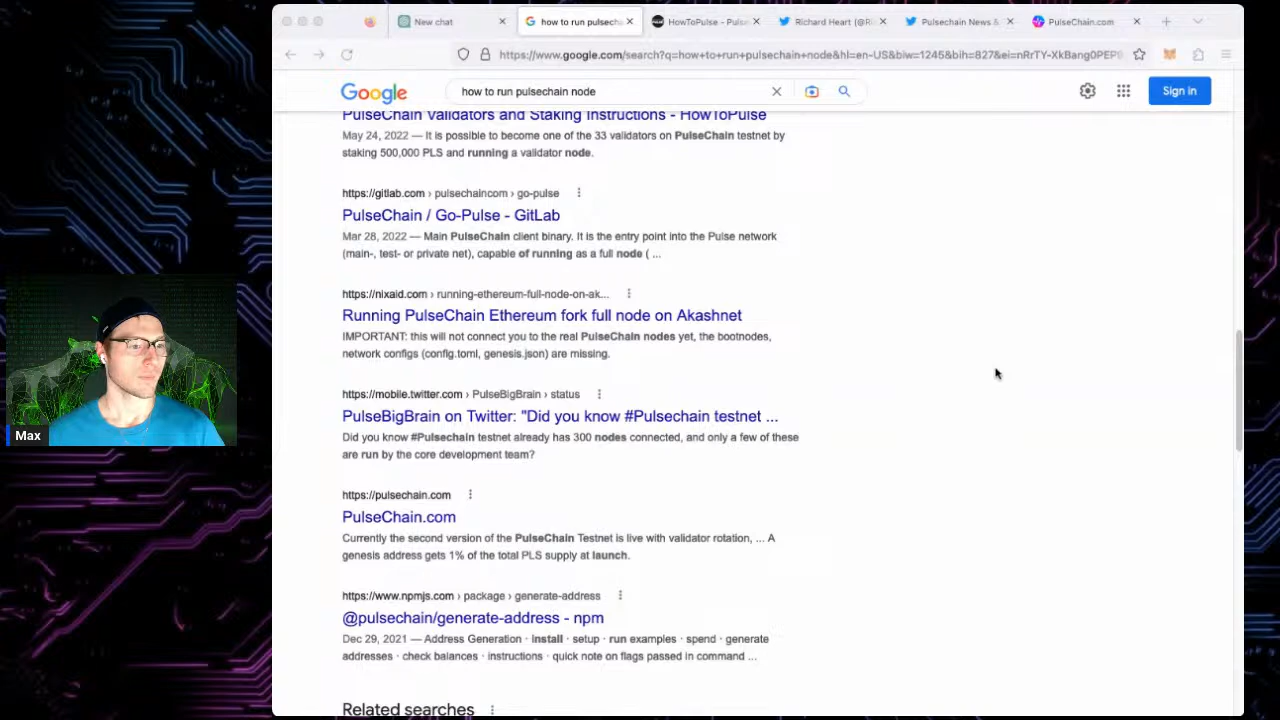 New chat
how to run pulsecha
HowToPulse - Puls
Richard Heart (@Ri
Pulsechain News &
PulseChain.com
https://www.google.com/search?q=how+to+run+pulsechain+node&hl=en-US&biw=1245&bih=827&ei=nRrTY-XkBang0PEP9
Google
how to run pulsechain node
Sign in
PulseChain Validators and Staking Instructions - HowToPulse
May 24, 2022 — It is possible to become one of the 33 validators on PulseChain testnet by
staking 500,000 PLS and running a validator node.
https://gitlab.com › pulsechaincom › go-pulse
PulseChain / Go-Pulse - GitLab
Mar 28, 2022 — Main PulseChain client binary. It is the entry point into the Pulse network
(main-, test- or private net), capable of running as a full node ( ...
https://nixaid.com › running-ethereum-full-node-on-ak...
Running PulseChain Ethereum fork full node on Akashnet
IMPORTANT: this will not connect you to the real PulseChain nodes yet, the bootnodes,
network configs (config.toml, genesis.json) are missing.
https://mobile.twitter.com › PulseBigBrain › status
PulseBigBrain on Twitter: "Did you know #Pulsechain testnet ...
Did you know #Pulsechain testnet already has 300 nodes connected, and only a few of these
are run by the core development team?
https://pulsechain.com
PulseChain.com
Currently the second version of the PulseChain Testnet is live with validator rotation, ... A
genesis address gets 1% of the total PLS supply at launch.
https://www.npmjs.com › package › generate-address
@pulsechain/generate-address - npm
Dec 29, 2021 — Address Generation · install · setup · run examples · spend · generate
addresses · check balances · instructions · quick note on flags passed in command ...
Related searches
Max